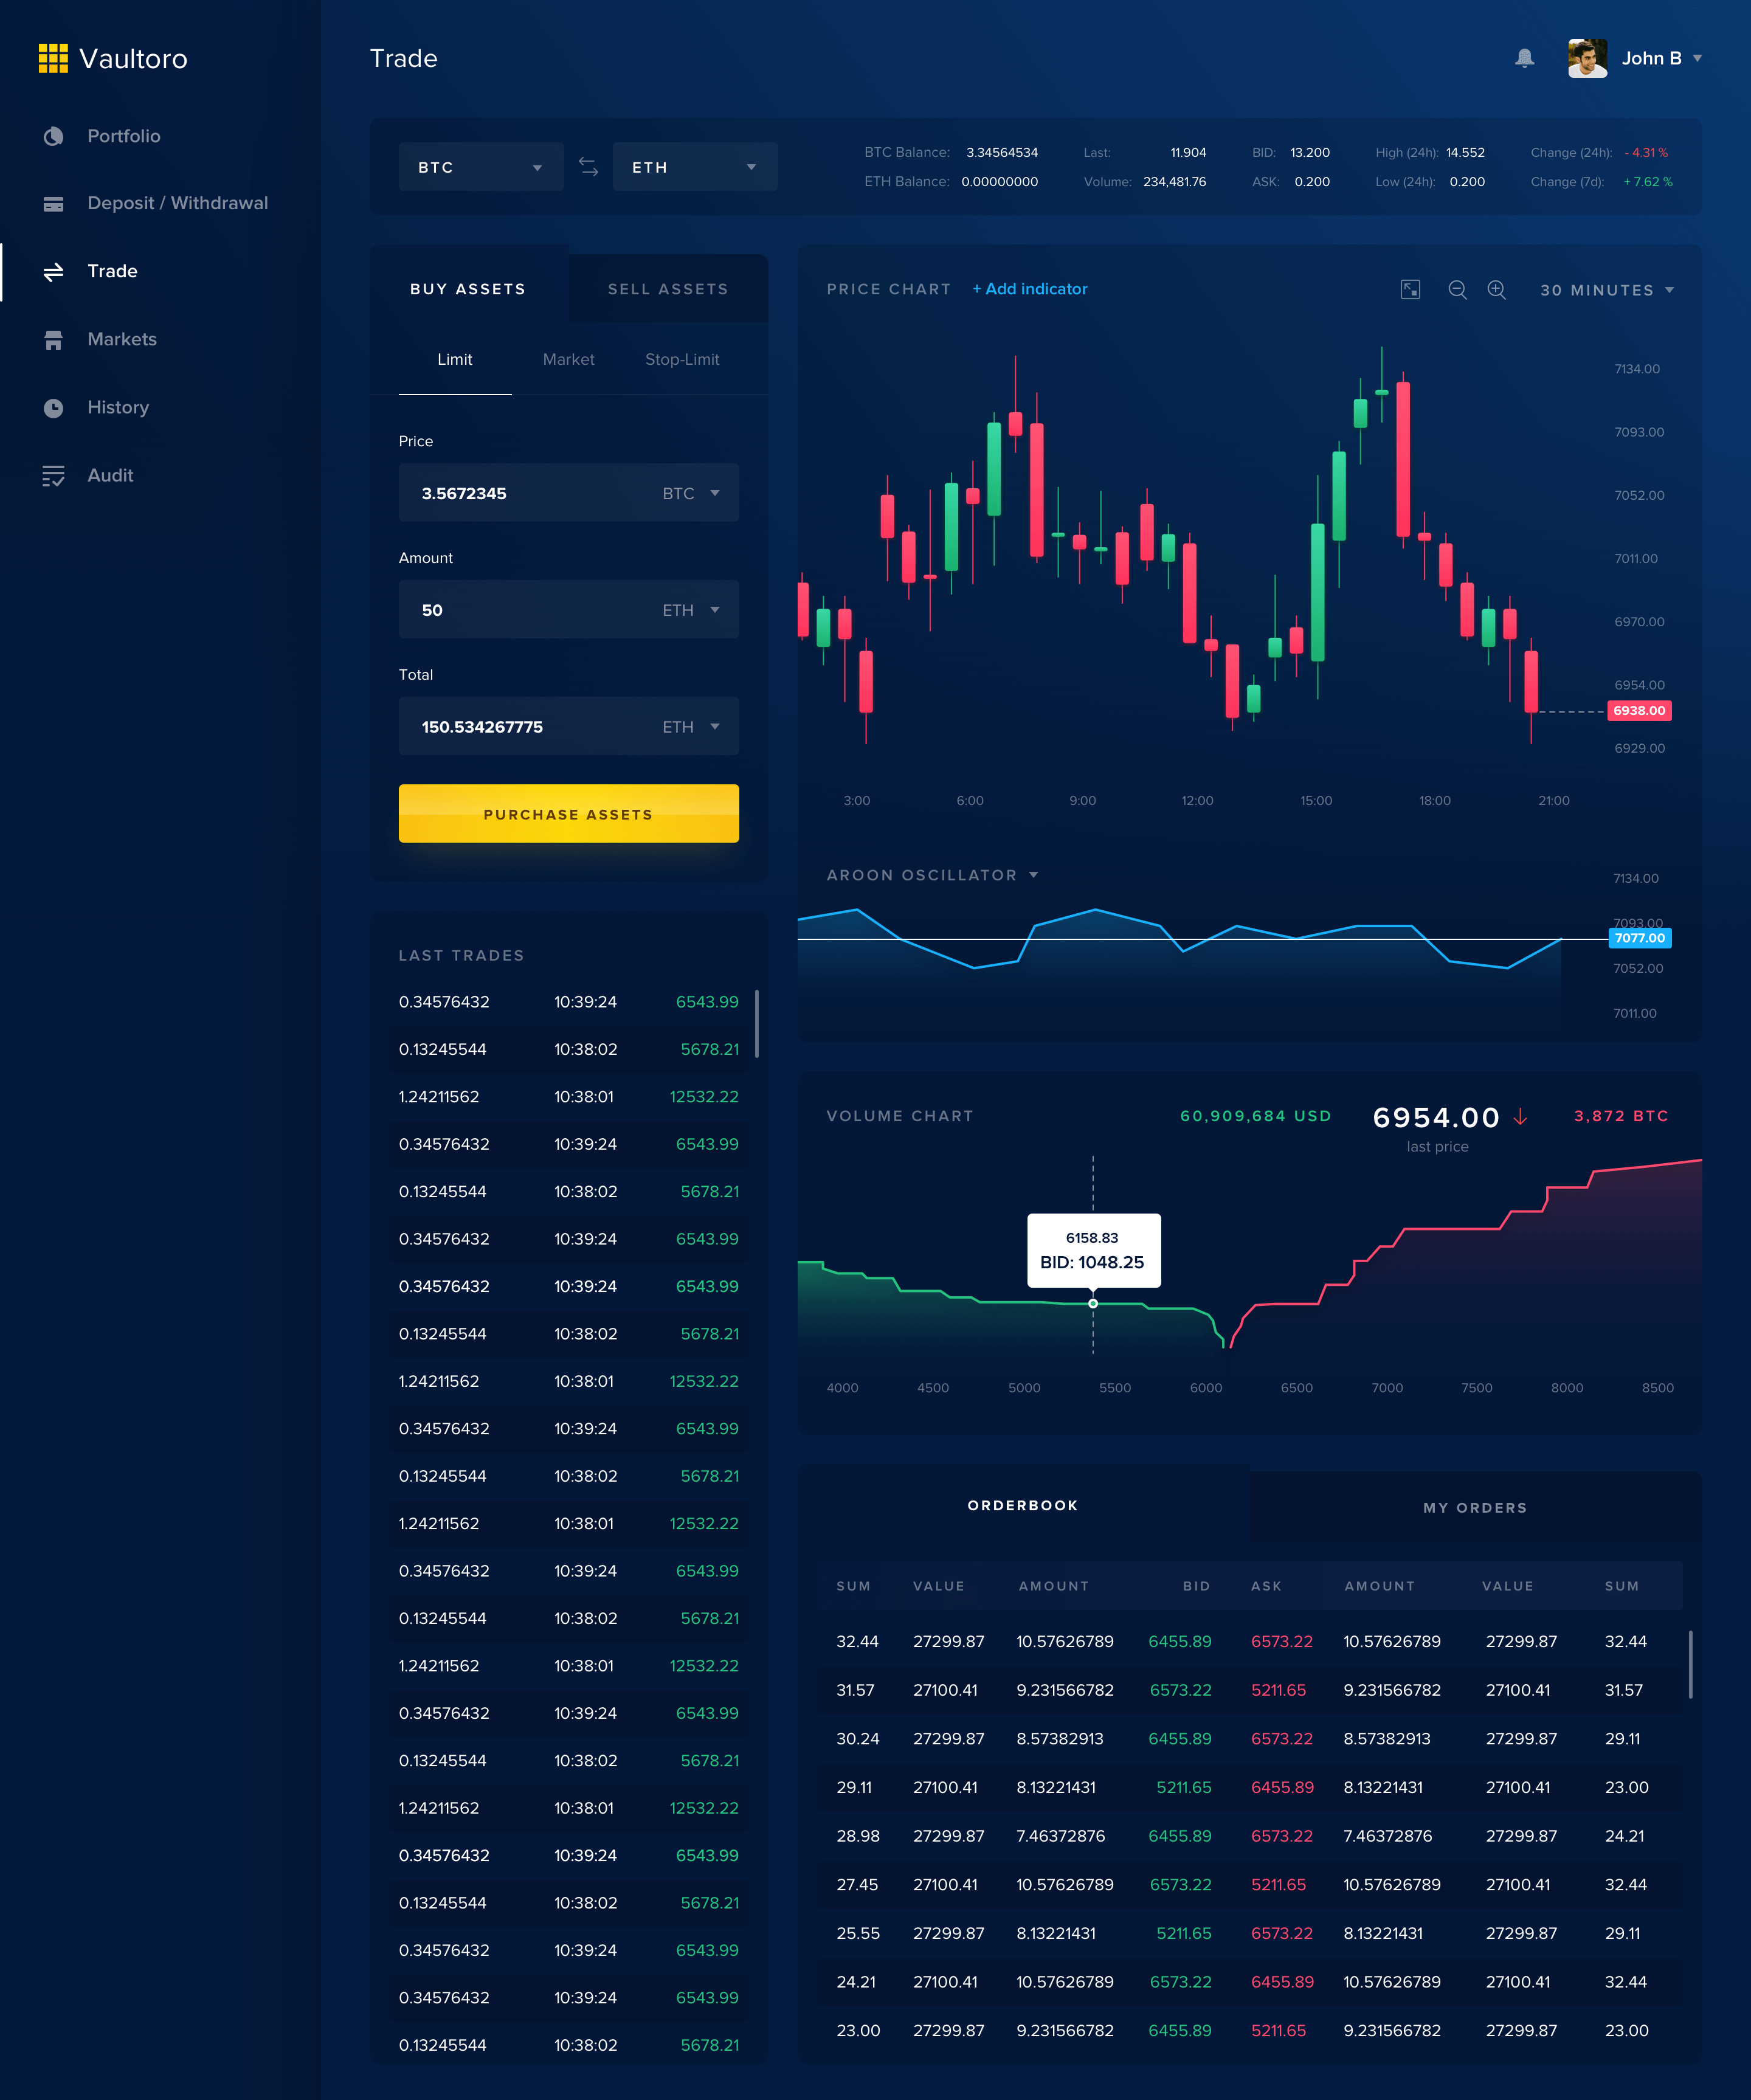 Vaultoro
Portfolio
Deposit / Withdrawal
Trade
Markets
History
Audit
Trade
John B
BTC
ETH
BTC Balance: 3.34564534 Last: 11.904 BID: 13.200 High (24h): 14.552 Change (24h): - 4.31 %
ETH Balance: 0.00000000 Volume: 234,481.76 ASK: 0.200 Low (24h): 0.200 Change (7d): + 7.62 %
BUY ASSETS SELL ASSETS
Limit Market Stop-Limit
Price
3.5672345 BTC
Amount
50 ETH
Total
150.534267775 ETH
PURCHASE ASSETS
LAST TRADES
0.34576432 10:39:24 6543.99
0.13245544 10:38:02 5678.21
1.24211562 10:38:01 12532.22
0.34576432 10:39:24 6543.99
0.13245544 10:38:02 5678.21
0.34576432 10:39:24 6543.99
0.34576432 10:39:24 6543.99
0.13245544 10:38:02 5678.21
1.24211562 10:38:01 12532.22
0.34576432 10:39:24 6543.99
0.13245544 10:38:02 5678.21
1.24211562 10:38:01 12532.22
0.34576432 10:39:24 6543.99
0.13245544 10:38:02 5678.21
1.24211562 10:38:01 12532.22
0.34576432 10:39:24 6543.99
0.13245544 10:38:02 5678.21
1.24211562 10:38:01 12532.22
0.34576432 10:39:24 6543.99
0.13245544 10:38:02 5678.21
0.34576432 10:39:24 6543.99
0.34576432 10:39:24 6543.99
0.13245544 10:38:02 5678.21
PRICE CHART + Add indicator 30 MINUTES
7134.00
7093.00
7052.00
7011.00
6970.00
6954.00
6938.00
6929.00
3:00 6:00 9:00 12:00 15:00 18:00 21:00
AROON OSCILLATOR
7134.00
7093.00
7077.00
7052.00
7011.00
VOLUME CHART 60,909,684 USD 6954.00 3,872 BTC
last price
6158.83
BID: 1048.25
4000 4500 5000 5500 6000 6500 7000 7500 8000 8500
ORDERBOOK MY ORDERS
SUM VALUE AMOUNT BID ASK AMOUNT VALUE SUM
32.44 27299.87 10.57626789 6455.89 6573.22 10.57626789 27299.87 32.44
31.57 27100.41 9.231566782 6573.22 5211.65 9.231566782 27100.41 31.57
30.24 27299.87 8.57382913 6455.89 6573.22 8.57382913 27299.87 29.11
29.11 27100.41 8.13221431 5211.65 6455.89 8.13221431 27100.41 23.00
28.98 27299.87 7.46372876 6455.89 6573.22 7.46372876 27299.87 24.21
27.45 27100.41 10.57626789 6573.22 5211.65 10.57626789 27100.41 32.44
25.55 27299.87 8.13221431 5211.65 6573.22 8.13221431 27299.87 29.11
24.21 27100.41 10.57626789 6573.22 6455.89 10.57626789 27100.41 32.44
23.00 27299.87 9.231566782 6455.89 5211.65 9.231566782 27299.87 23.00